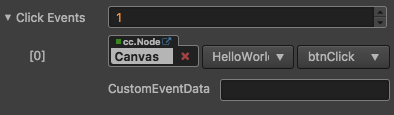 Click Events 1
cc.Node
[0] Canvas HelloWorl btnClick
CustomEventData